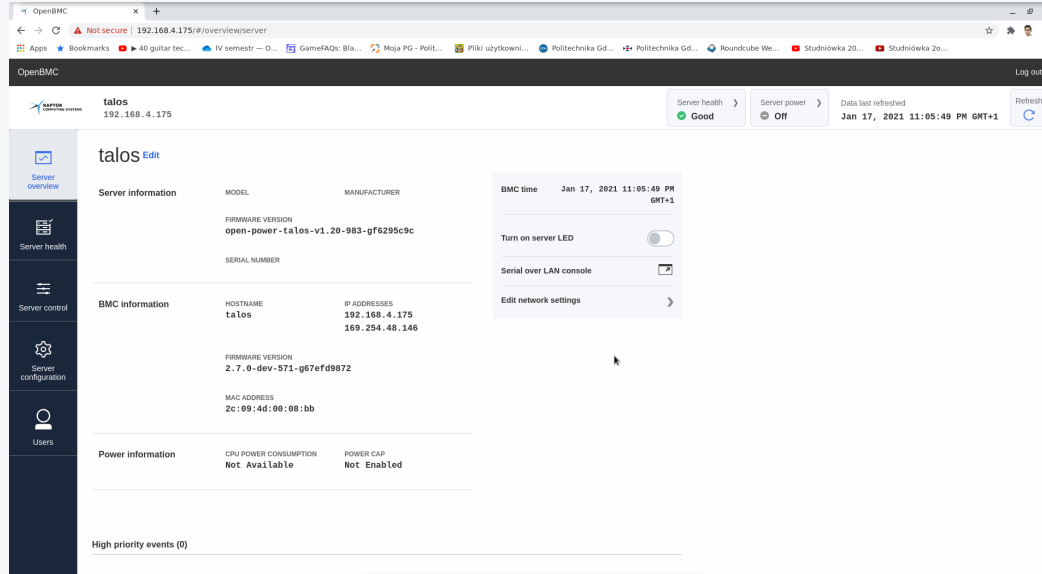 OpenBMC
Not secure | 192.168.4.175/#/overview/server
Apps Bookmarks ▶ 40 guitar tec... IV semestr — O... GameFAQs: Bla... Moja PG - Polit... Pliki użytkowni... Politechnika Gd... Politechnika Gd... Roundcube We... Studniówka 20... Studniówka 2o...
OpenBMC Log out
RAPTOR
COMPUTING SYSTEMS
talos
192.168.4.175
Server health ❯
Good
Server power ❯
Off
Data last refreshed
Jan 17, 2021 11:05:49 PM GMT+1
Refresh
Server
overview
Server health
Server control
Server
configuration
Users
talos Edit
Server information
MODEL MANUFACTURER
FIRMWARE VERSION
open-power-talos-v1.20-983-gf6295c9c
SERIAL NUMBER
BMC information
HOSTNAME IP ADDRESSES
talos 192.168.4.175
169.254.48.146
FIRMWARE VERSION
2.7.0-dev-571-g67efd9872
MAC ADDRESS
2c:09:4d:00:08:bb
Power information
CPU POWER CONSUMPTION POWER CAP
Not Available Not Enabled
BMC time Jan 17, 2021 11:05:49 PM
GMT+1
Turn on server LED
Serial over LAN console
Edit network settings ❯
High priority events (0)